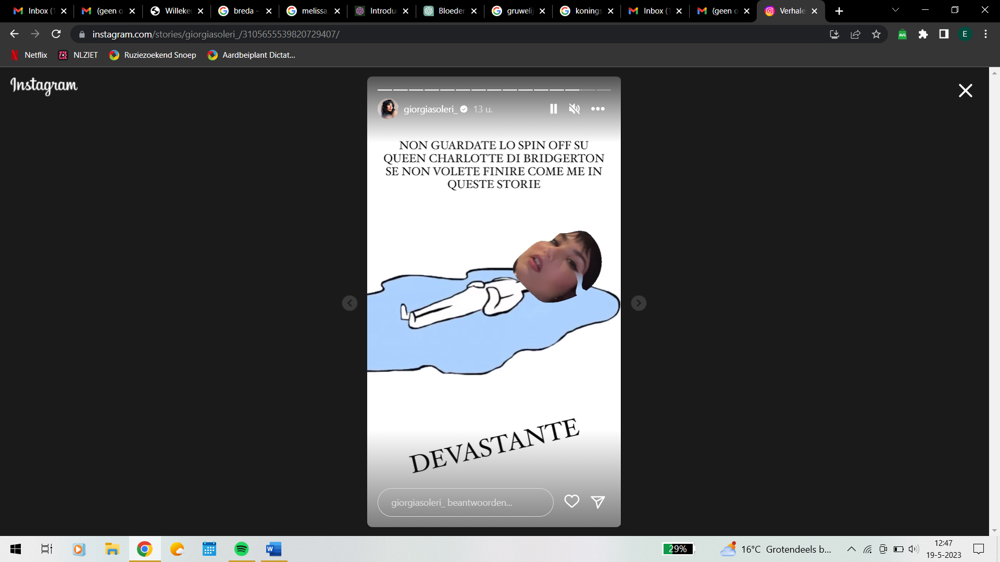 Inbox (1
(geen o
Willeke
breda -
melissa
Introdu
Bloeder
gruwelij
konings
Inbox (1
(geen o
Verhale
instagram.com/stories/giorgiasoleri_/3105655539820729407/
AVG
E
Netflix
NLZIET
Ruziezoekend Snoep
Aardbeiplant Dictat...
Instagram
giorgiasoleri_ 13 u.
NON GUARDATE LO SPIN OFF SU
QUEEN CHARLOTTE DI BRIDGERTON
SE NON VOLETE FINIRE COME ME IN
QUESTE STORIE
DEVASTANTE
giorgiasoleri_ beantwoorden...
29%
16°C Grotendeels b...
12:47
19-5-2023